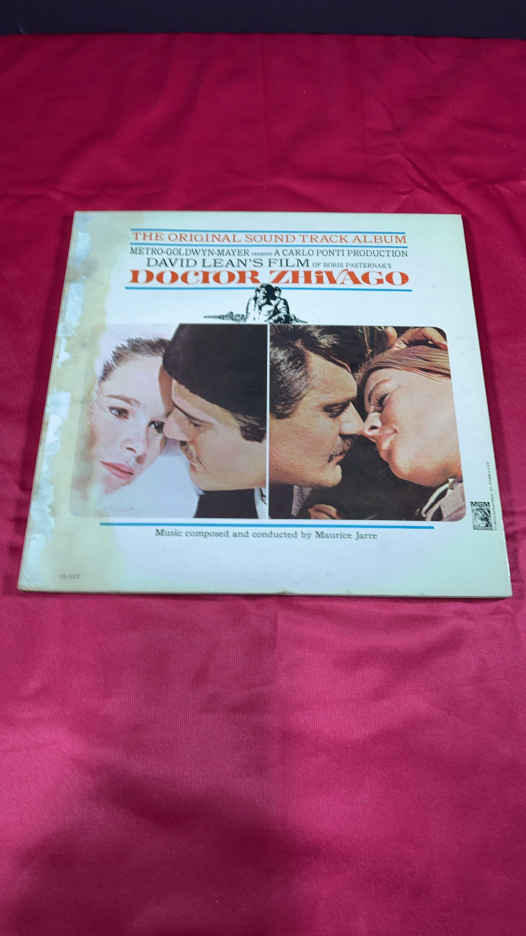 THE ORIGINAL SOUND TRACK ALBUM
METRO-GOLDWYN-MAYER PRESENTS A CARLO PONTI PRODUCTION
DAVID LEAN'S FILM OF BORIS PASTERNAK'S
DOCTOR ZHiVAGO
MGM
Music composed and conducted by Maurice Jarre